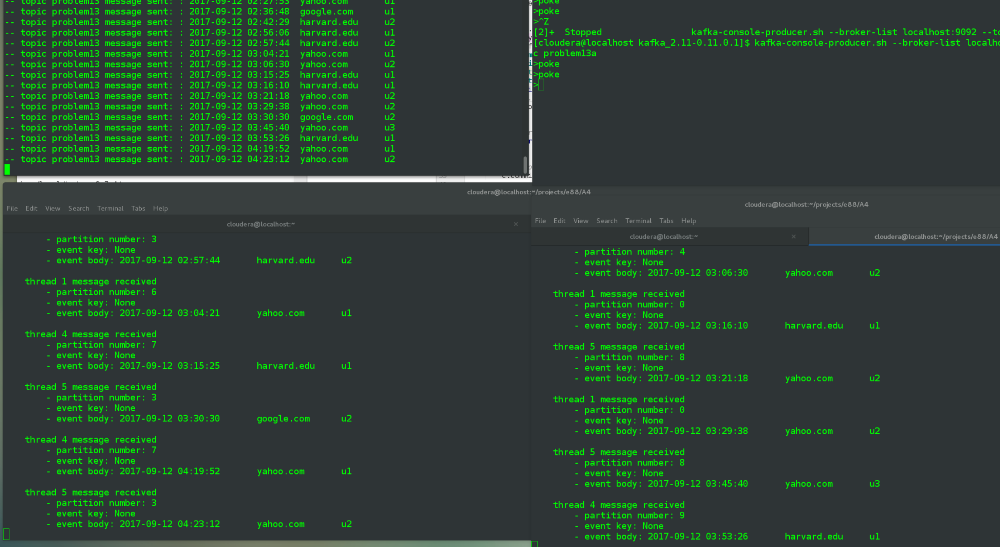 -- topic problem13 message sent: : 2017-09-12 02:27:53  yahoo.com       u1
-- topic problem13 message sent: : 2017-09-12 02:36:48  google.com      u1
-- topic problem13 message sent: : 2017-09-12 02:42:29  harvard.edu     u2
-- topic problem13 message sent: : 2017-09-12 02:56:06  harvard.edu     u1
-- topic problem13 message sent: : 2017-09-12 02:57:44  harvard.edu     u2
-- topic problem13 message sent: : 2017-09-12 03:04:21  yahoo.com       u1
-- topic problem13 message sent: : 2017-09-12 03:06:30  yahoo.com       u2
-- topic problem13 message sent: : 2017-09-12 03:15:25  harvard.edu     u1
-- topic problem13 message sent: : 2017-09-12 03:16:10  harvard.edu     u1
-- topic problem13 message sent: : 2017-09-12 03:21:18  yahoo.com       u2
-- topic problem13 message sent: : 2017-09-12 03:29:38  yahoo.com       u2
-- topic problem13 message sent: : 2017-09-12 03:30:30  google.com      u2
-- topic problem13 message sent: : 2017-09-12 03:45:40  yahoo.com       u3
-- topic problem13 message sent: : 2017-09-12 03:53:26  harvard.edu     u1
-- topic problem13 message sent: : 2017-09-12 04:19:52  yahoo.com       u1
-- topic problem13 message sent: : 2017-09-12 04:23:12  yahoo.com       u2
>poke
>poke
>^Z
[2]+  Stopped                 kafka-console-producer.sh --broker-list localhost:9092 --to
[cloudera@localhost kafka_2.11-0.11.0.1]$ kafka-console-producer.sh --broker-list localho
c problem13a
>poke
>poke
>
39 c.commi
cloudera@localhost:~/projects/e88/A4
File Edit View Search Terminal Tabs Help
cloudera@localhost:~ ×
- partition number: 3
- event key: None
- event body: 2017-09-12 02:57:44       harvard.edu     u2
thread 1 message received
- partition number: 6
- event key: None
- event body: 2017-09-12 03:04:21       yahoo.com       u1
thread 4 message received
- partition number: 7
- event key: None
- event body: 2017-09-12 03:15:25       harvard.edu     u1
thread 5 message received
- partition number: 3
- event key: None
- event body: 2017-09-12 03:30:30       google.com      u2
thread 4 message received
- partition number: 7
- event key: None
- event body: 2017-09-12 04:19:52       yahoo.com       u1
thread 5 message received
- partition number: 3
- event key: None
- event body: 2017-09-12 04:23:12       yahoo.com       u2
cloudera@localhost:~/projects/e88/A4
File Edit View Search Terminal Tabs Help
cloudera@localhost:~ × cloudera@localhost:~/projects/e88/A4
- partition number: 4
- event key: None
- event body: 2017-09-12 03:06:30       yahoo.com       u2
thread 1 message received
- partition number: 0
- event key: None
- event body: 2017-09-12 03:16:10       harvard.edu     u1
thread 5 message received
- partition number: 8
- event key: None
- event body: 2017-09-12 03:21:18       yahoo.com       u2
thread 1 message received
- partition number: 0
- event key: None
- event body: 2017-09-12 03:29:38       yahoo.com       u2
thread 5 message received
- partition number: 8
- event key: None
- event body: 2017-09-12 03:45:40       yahoo.com       u3
thread 4 message received
- partition number: 9
- event key: None
- event body: 2017-09-12 03:53:26       harvard.edu     u1